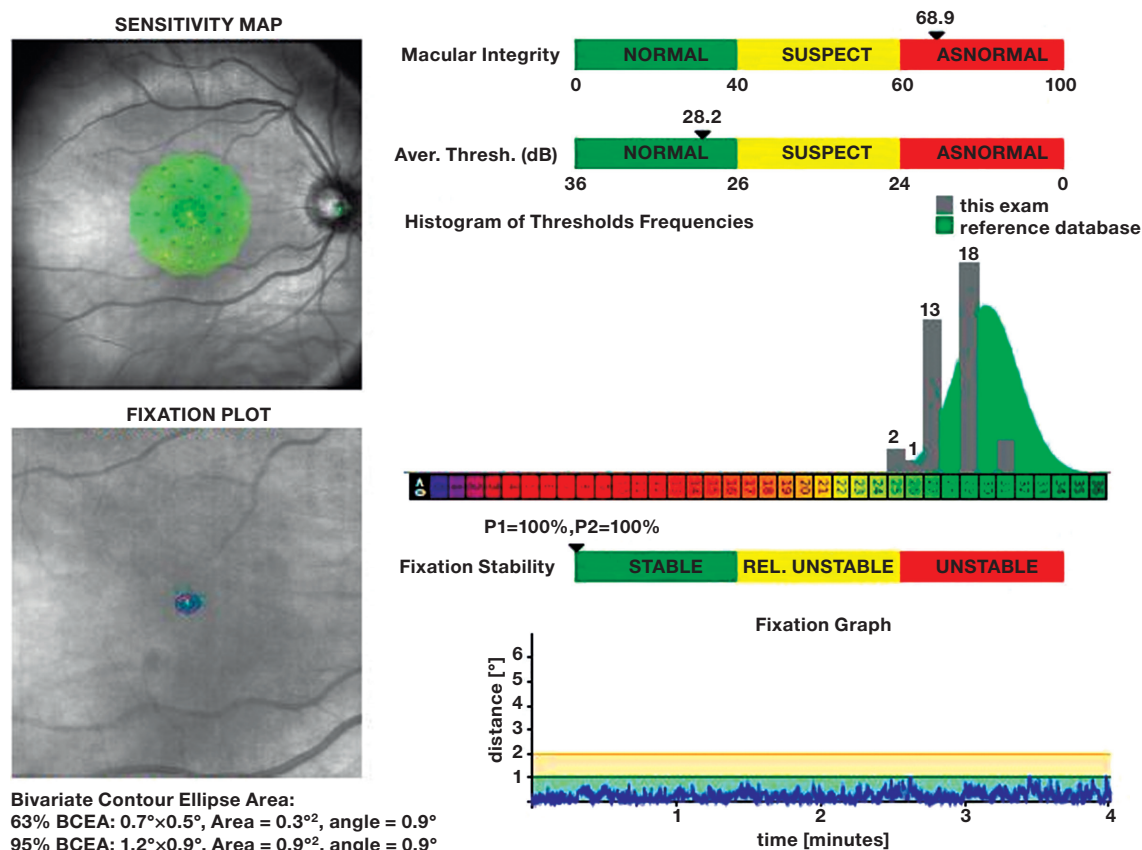 SENSITIVITY MAP
68.9
Macular Integrity
NORMAL SUSPECT ASNORMAL
0 40 60 100
28.2
Aver. Thresh. (dB)
NORMAL SUSPECT ASNORMAL
36 26 24 0
Histogram of Thresholds Frequencies
this exam
reference database
18
13
2
1
FIXATION PLOT
P1=100%,P2=100%
Fixation Stability
STABLE REL. UNSTABLE UNSTABLE
Fixation Graph
distance [°]
6
5
4
3
2
1
1 2 3 4
time [minutes]
Bivariate Contour Ellipse Area:
63% BCEA: 0.7°×0.5°, Area = 0.3°², angle = 0.9°
95% BCEA: 1.2°×0.9°, Area = 0.9°², angle = 0.9°